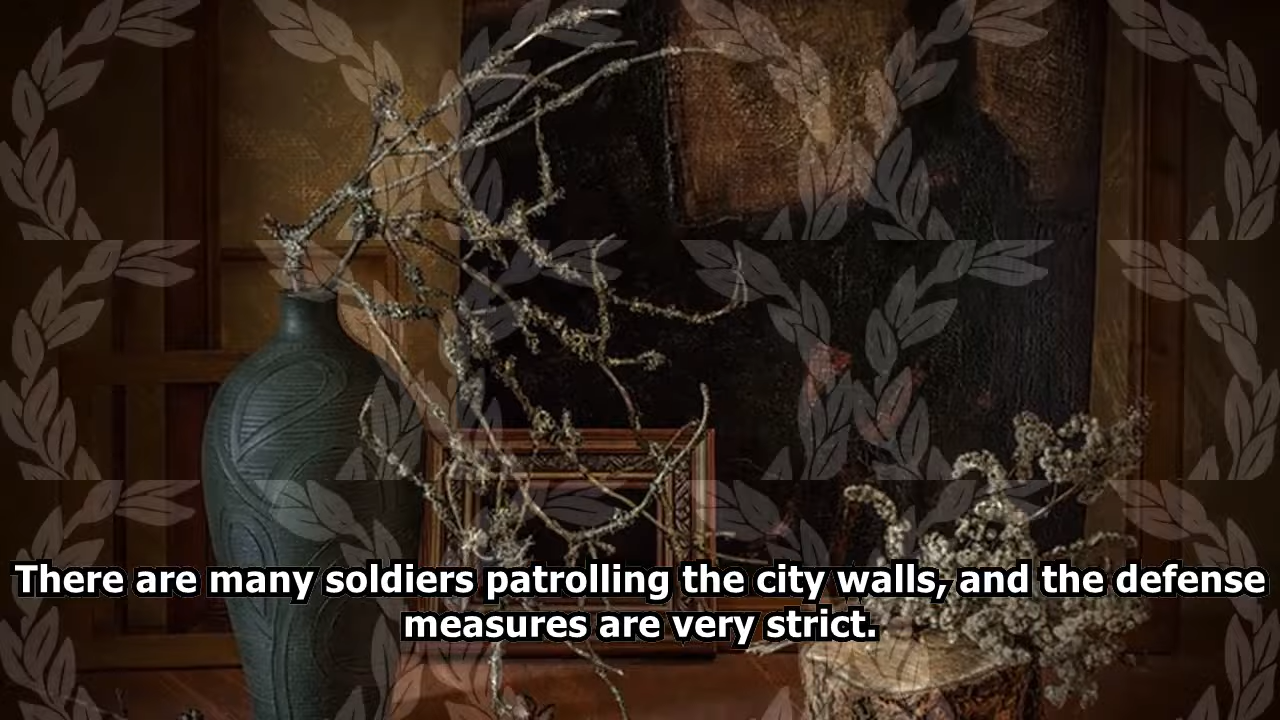 There are many soldiers patrolling the city walls, and the defense
measures are very strict.